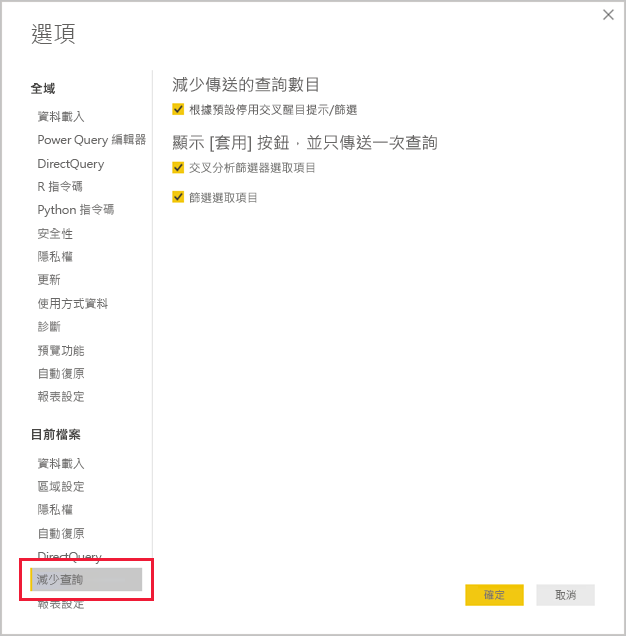 選項
全域
資料載入
Power Query 編輯器
DirectQuery
R 指令碼
Python 指令碼
安全性
隱私權
更新
使用方式資料
診斷
預覽功能
自動復原
報表設定
目前檔案
資料載入
區域設定
隱私權
自動復原
DirectQuery
減少查詢
報表設定
減少傳送的查詢數目
根據預設停用交叉醒目提示/篩選
顯示 [套用] 按鈕，並只傳送一次查詢
交叉分析篩選器選取項目
篩選選取項目
確定
取消